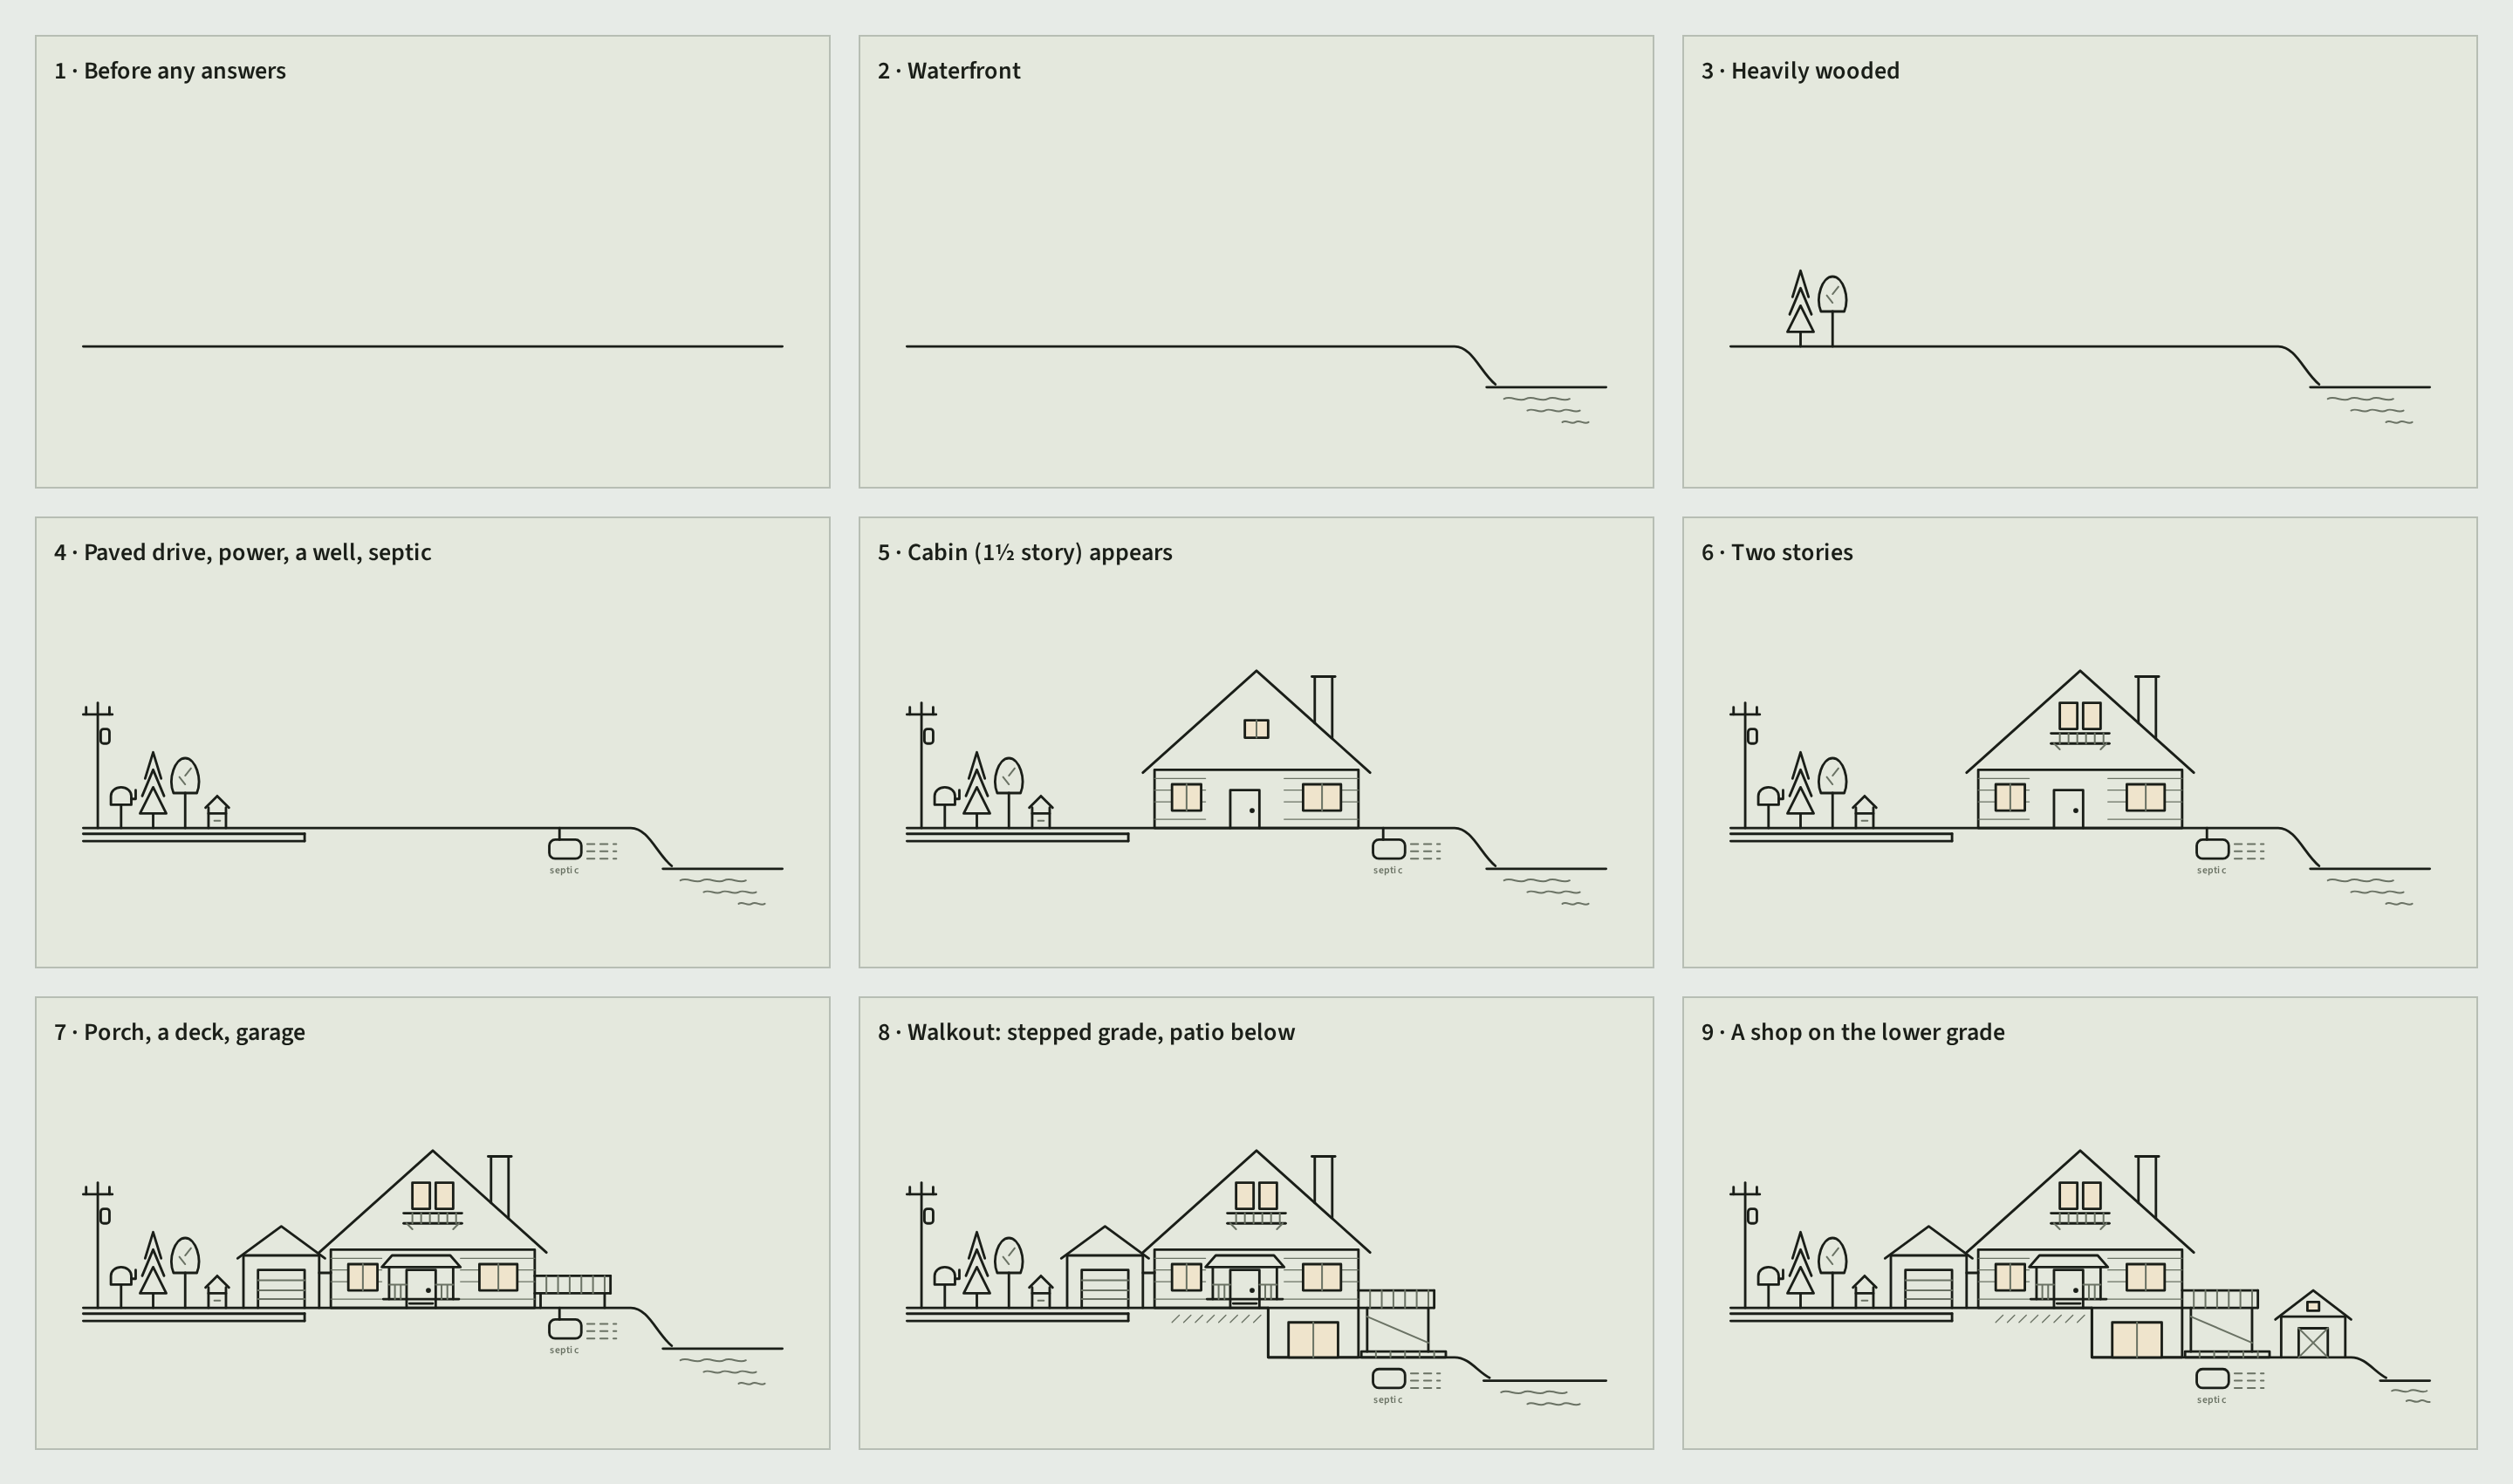 1 · Before any answers
2 · Waterfront
3 · Heavily wooded
4 · Paved drive, power, a well, septic
5 · Cabin (1½ story) appears
6 · Two stories
septic
septic
septic
7 · Porch, a deck, garage
8 · Walkout: stepped grade, patio below
9 · A shop on the lower grade
septic
septic
septic